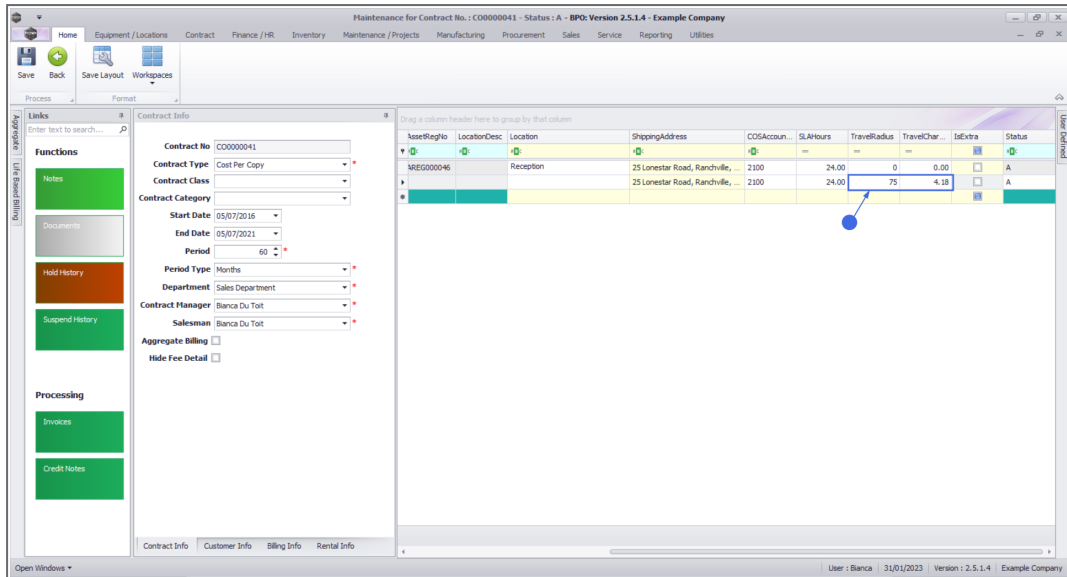 Maintenance for Contract No. : CO0000041 - Status : A - BPO: Version 2.5.1.4 - Example Company
Home Equipment / Locations Contract Finance / HR Inventory Maintenance / Projects Manufacturing Procurement Sales Service Reporting Utilities
Save Back Save Layout Workspaces
Process Format
Aggregate
Life Based Billing
Links
Enter text to search...
Functions
Notes
Documents
Hold History
Suspend History
Processing
Invoices
Credit Notes
Contract Info
Contract No CO0000041
Contract Type Cost Per Copy *
Contract Class
Contract Category
Start Date 05/07/2016
End Date 05/07/2021
Period 60 *
Period Type Months *
Department Sales Department *
Contract Manager Bianca Du Toit *
Salesman Bianca Du Toit *
Aggregate Billing
Hide Fee Detail
Contract Info Customer Info Billing Info Rental Info
Drag a column header here to group by that column
AssetRegNo LocationDesc Location ShippingAddress COSAccoun... SLAHours TravelRadius TravelChar... IsExtra Status
AREG000046 Reception 25 Lonestar Road, Ranchville, ... 2100 24.00 0 0.00 A
25 Lonestar Road, Ranchville, ... 2100 24.00 75 4.18 A
User Defined
Open Windows
User : Bianca 31/01/2023 Version : 2.5.1.4 Example Company